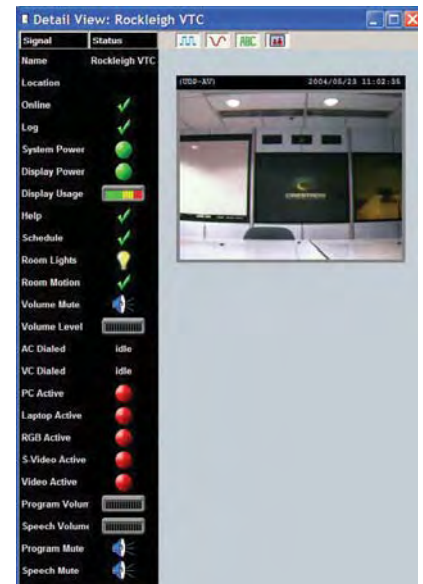 Detail View: Rockleigh VTC
Signal Status
ABC
Name Rockleigh VTC
Location
Online
Log
System Power
Display Power
Display Usage
Help
Schedule
Room Lights
Room Motion
Volume Mute
Volume Level
AC Dialed idle
VC Dialed idle
PC Active
Laptop Active
RGB Active
S-Video Active
Video Active
Program Volum
Speech Volume
Program Mute
Speech Mute
(UDP-AV) 2004/05/23 11:02:35
CRESTRON